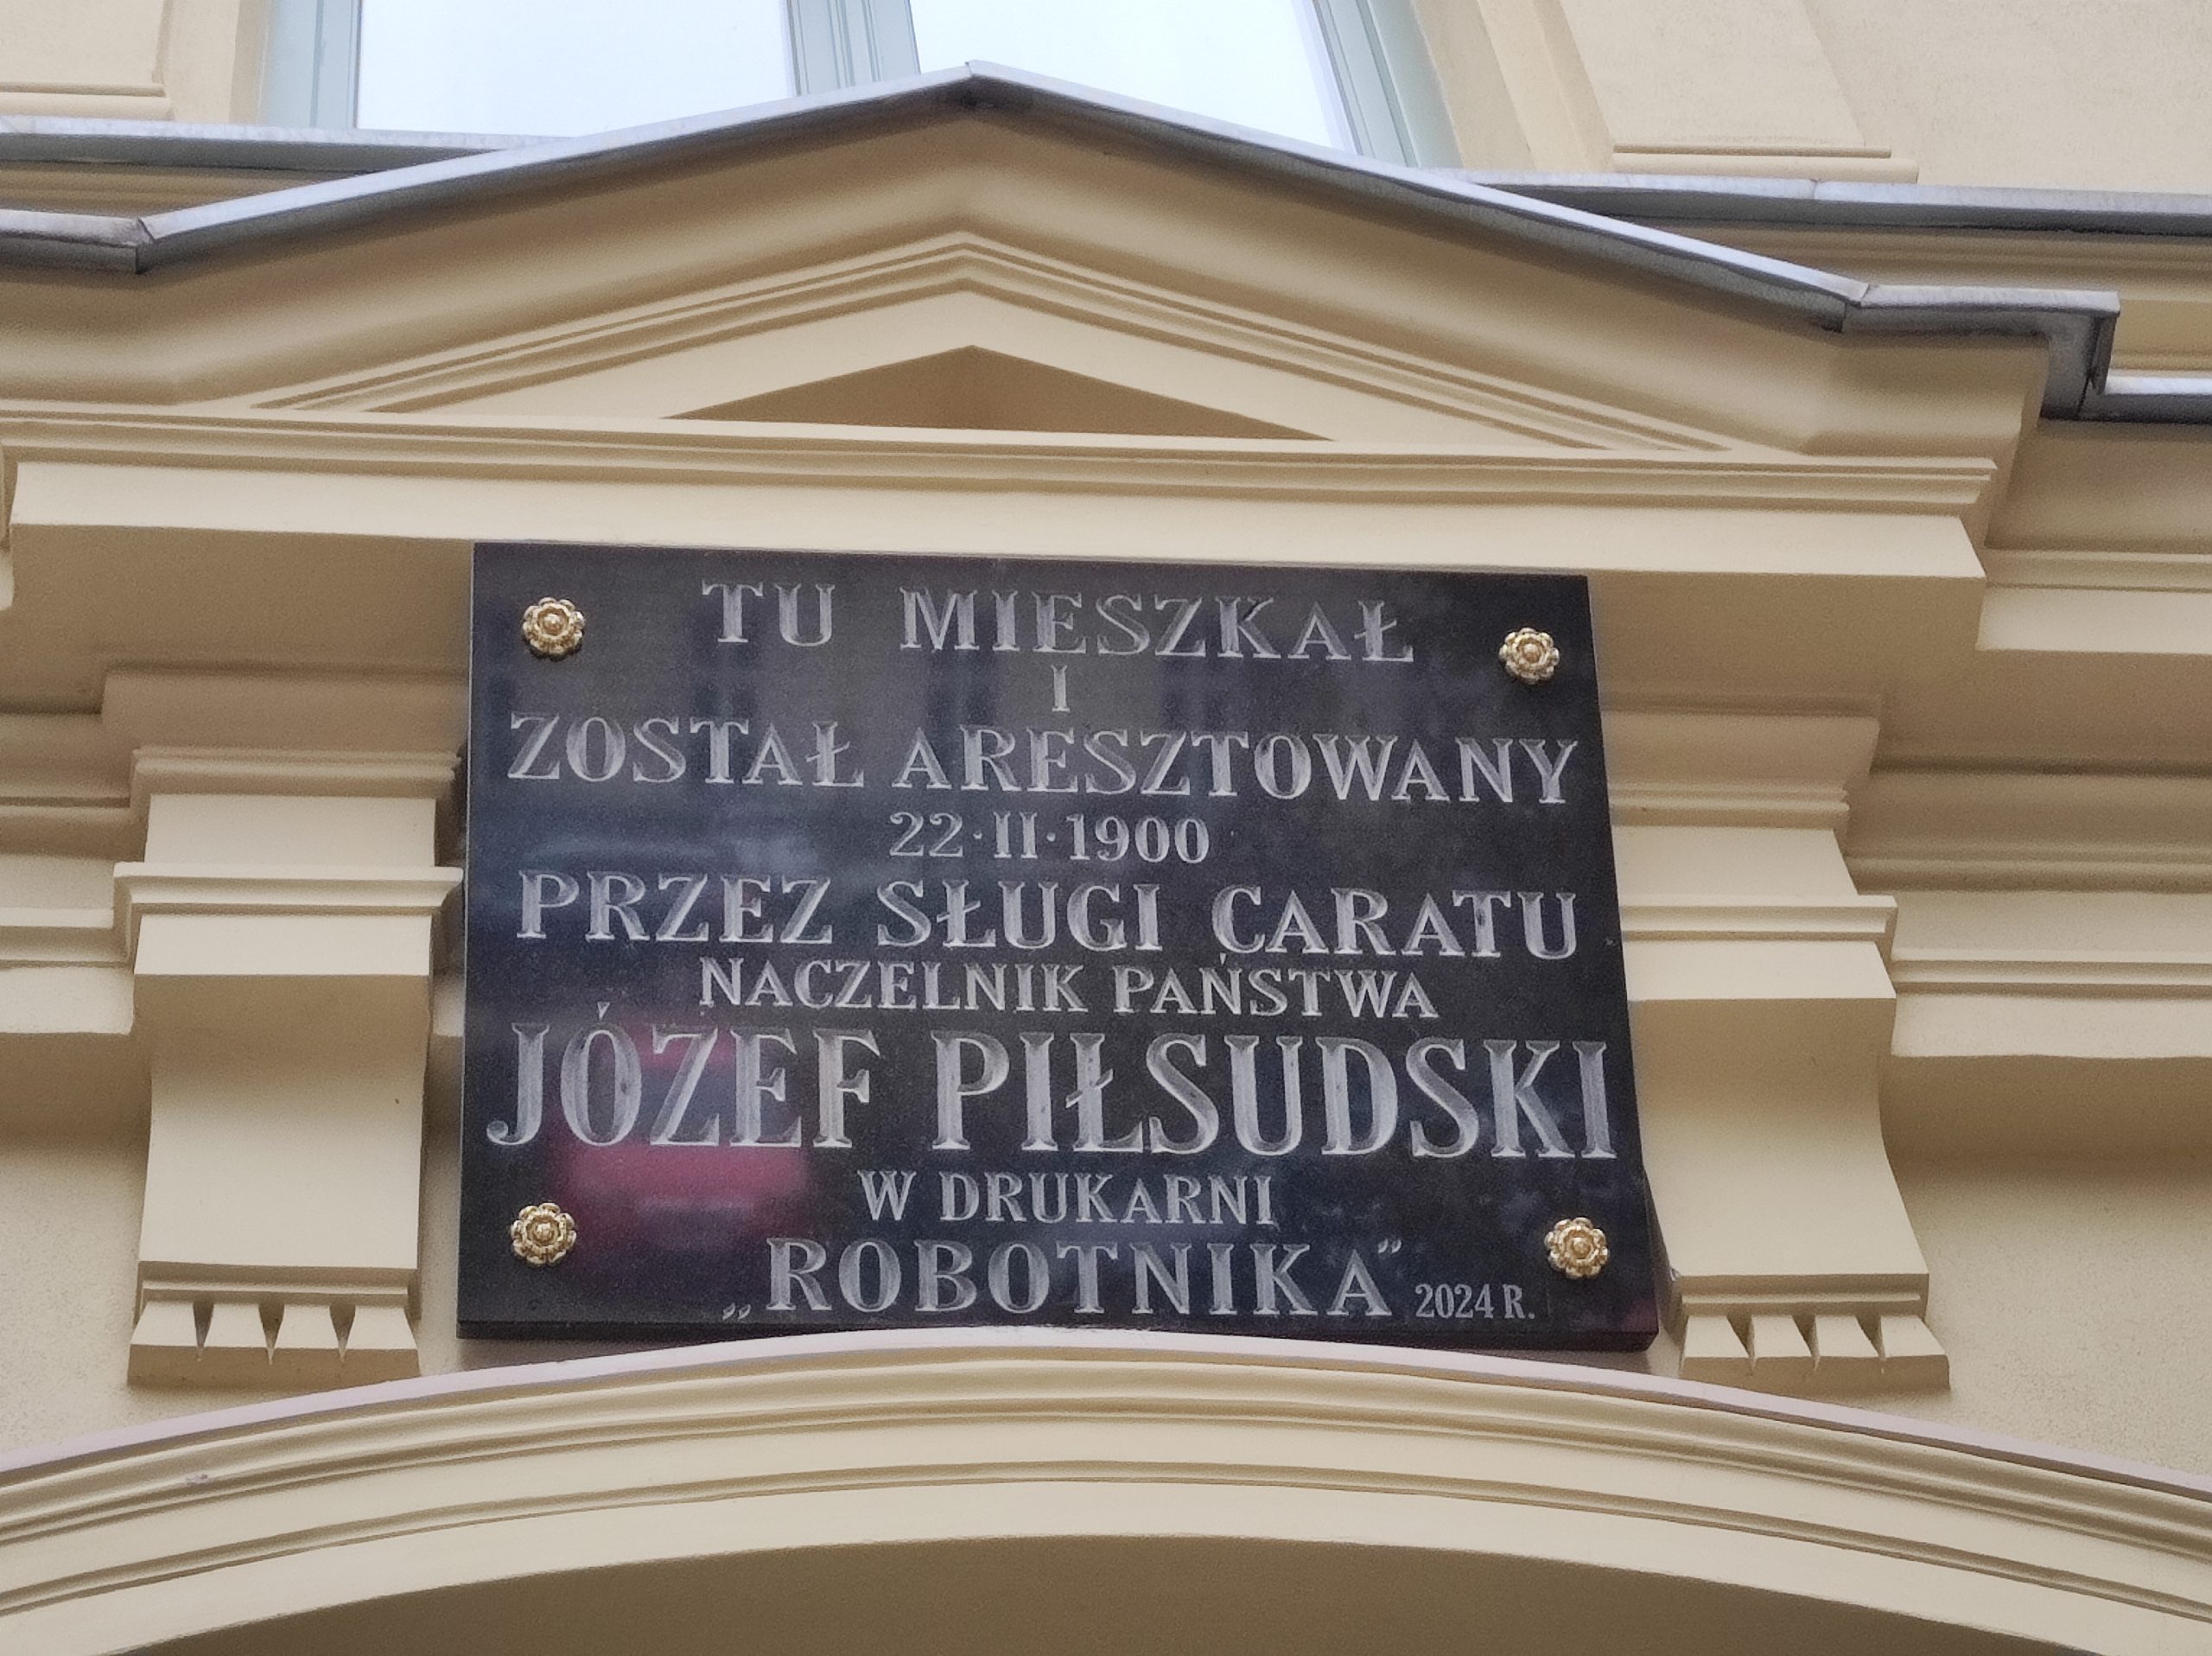 TU MIESZKAŁ
I
ZOSTAŁ ARESZTOWANY
22·II·1900
PRZEZ SŁUGI CARATU
NACZELNIK PAŃSTWA
JÓZEF PIŁSUDSKI
W DRUKARNI
„ROBOTNIKA” 2024 R.